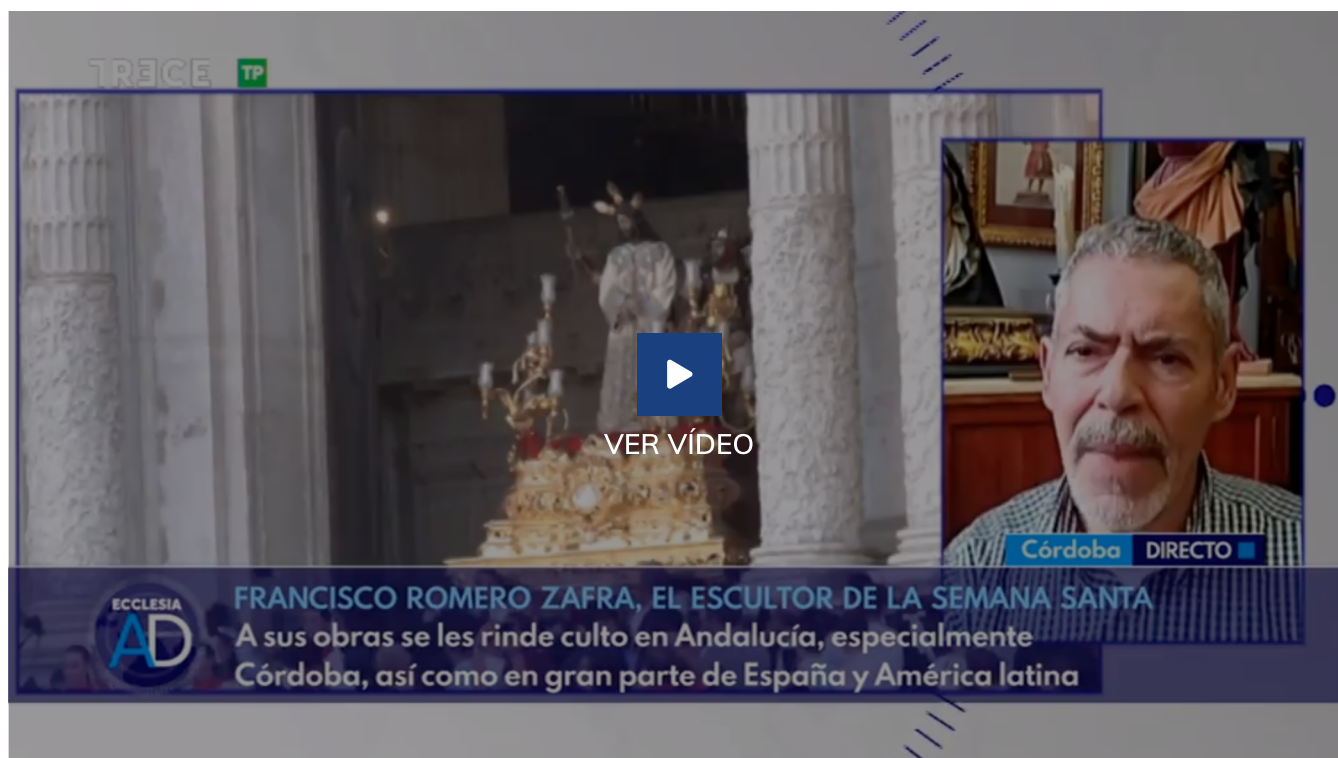 TRECE TP
VER VÍDEO
Córdoba DIRECTO
ECCLESIA
AD
FRANCISCO ROMERO ZAFRA, EL ESCULTOR DE LA SEMANA SANTA
A sus obras se les rinde culto en Andalucía, especialmente
Córdoba, así como en gran parte de España y América latina